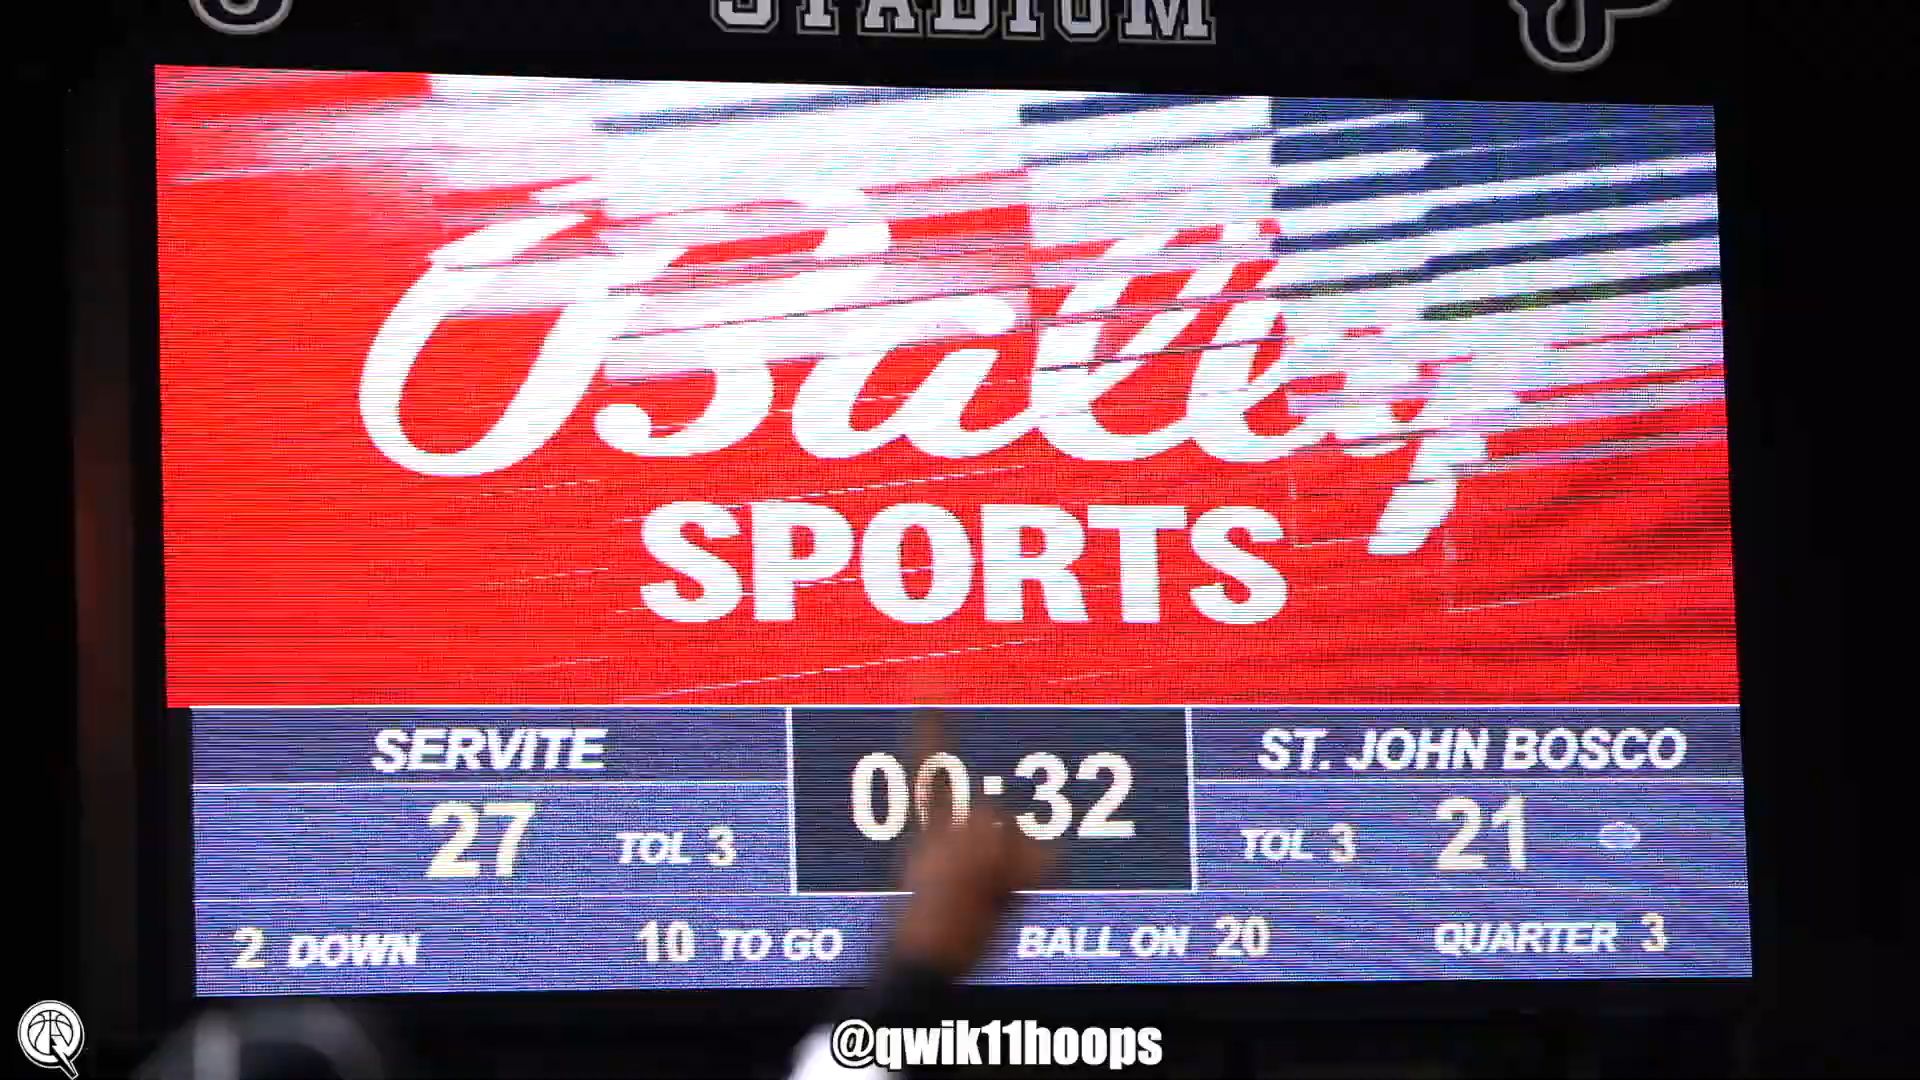 STADIUM
Bally
SPORTS
SERVITE
27 TOL 3
00:32
ST. JOHN BOSCO
TOL 3 21
2 DOWN 10 TO GO BALL ON 20 QUARTER 3
@qwik11hoops